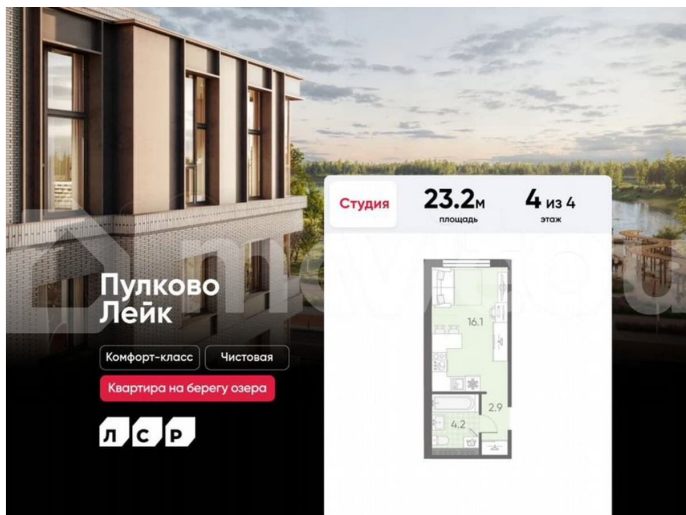 Студия
23.2м
площадь
4 из 4
этаж
Пулково
Лейк
Комфорт-класс
Чистовая
Квартира на берегу озера
ЛСР
16.1
2.9
4.2